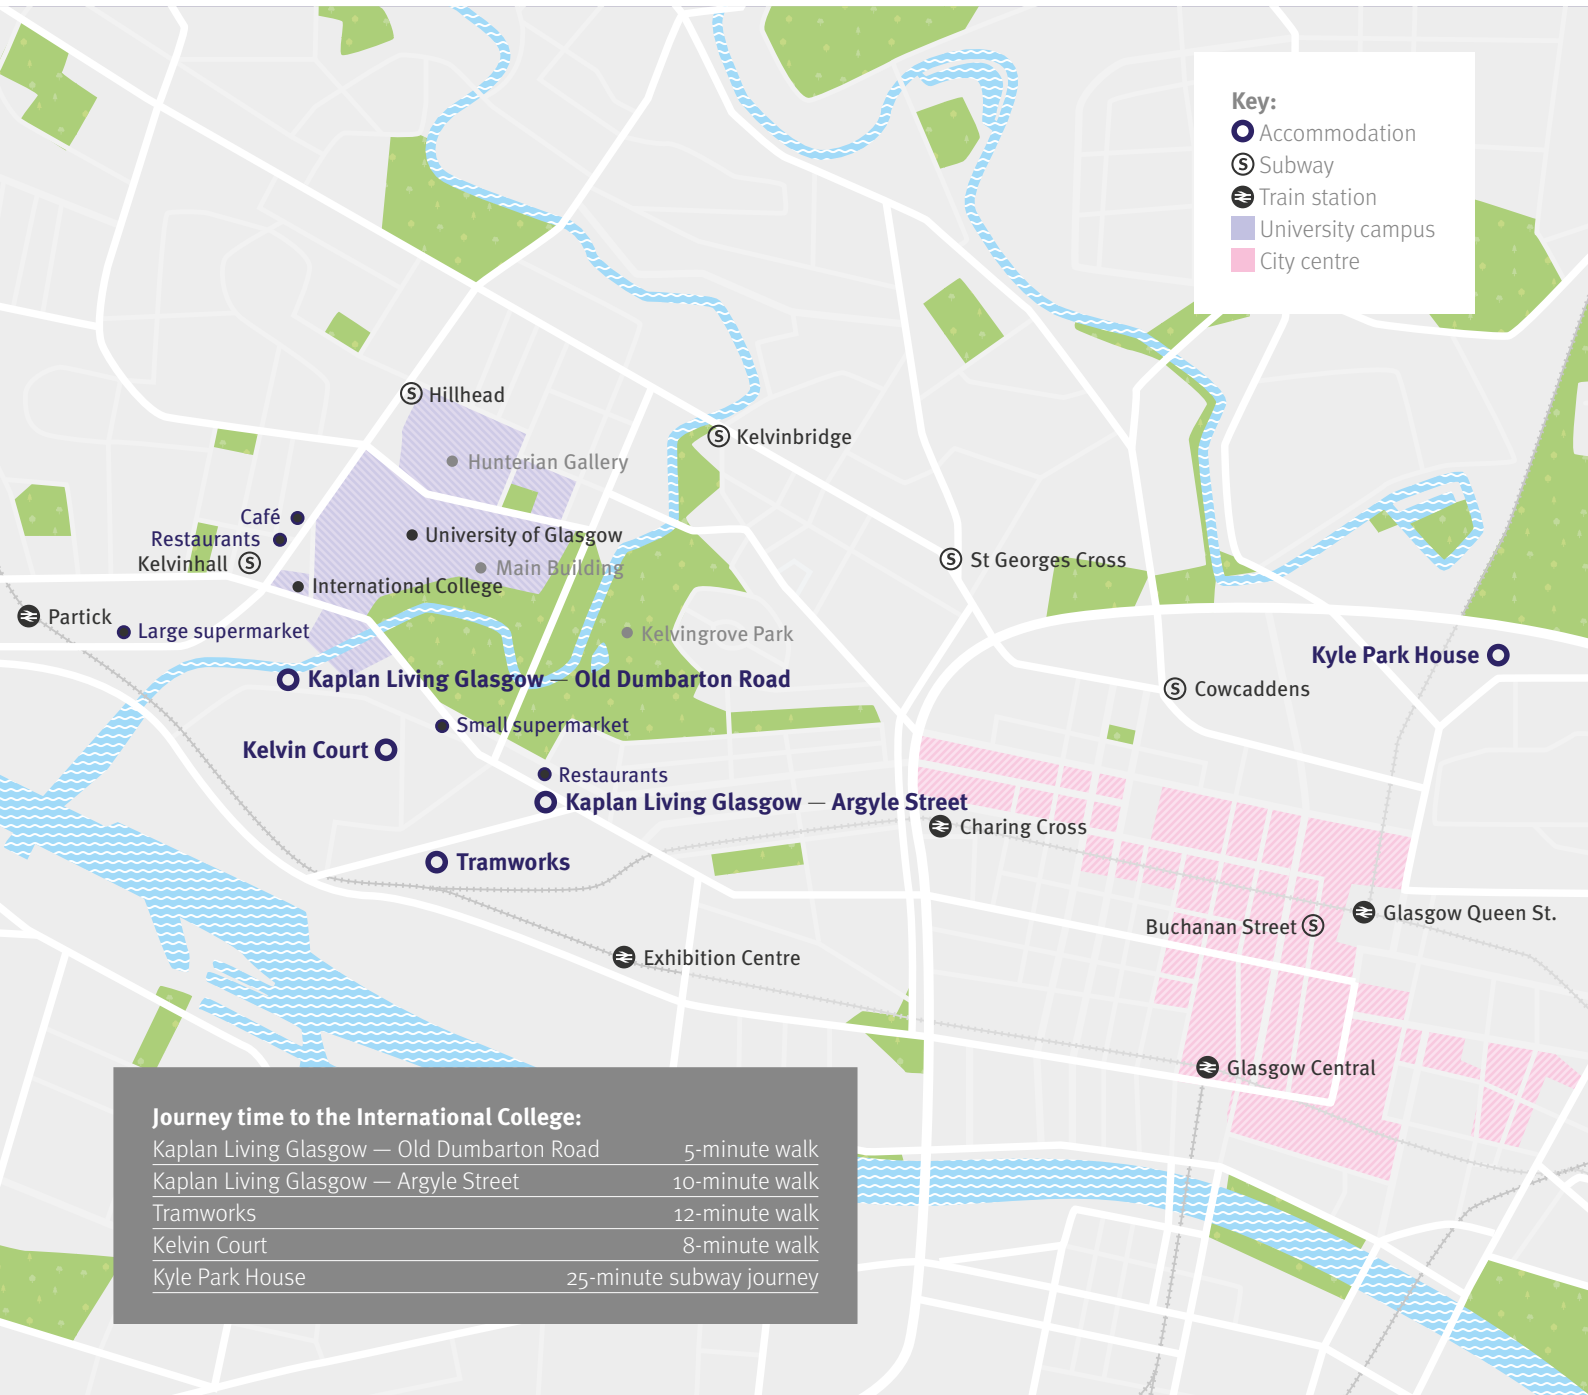 Key:
Accommodation
Subway
Train station
University campus
City centre
Hillhead
Kelvinbridge
Hunterian Gallery
Café
University of Glasgow
Restaurants
Kelvinhall
St Georges Cross
Main Building
International College
Partick
Large supermarket
Kelvingrove Park
Kyle Park House
Kaplan Living Glasgow — Old Dumbarton Road
Cowcaddens
Small supermarket
Kelvin Court
Restaurants
Kaplan Living Glasgow — Argyle Street
Charing Cross
Tramworks
Glasgow Queen St.
Buchanan Street
Exhibition Centre
Glasgow Central
Journey time to the International College:
Kaplan Living Glasgow — Old Dumbarton Road 5-minute walk
Kaplan Living Glasgow — Argyle Street 10-minute walk
Tramworks 12-minute walk
Kelvin Court 8-minute walk
Kyle Park House 25-minute subway journey